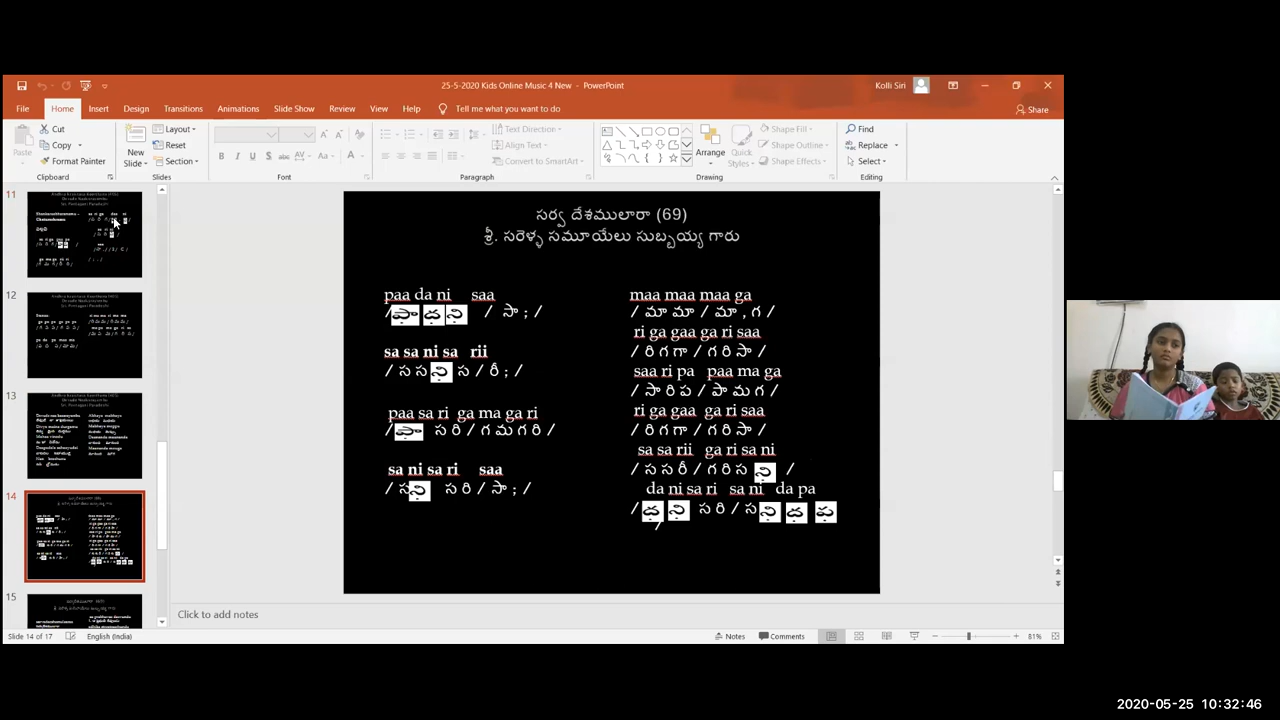 25-5-2020 Kids Online Music 4 New - PowerPoint
Kolli Siri
File Home Insert Design Transitions Animations Slide Show Review View Help Tell me what you want to do
Share
Paste
Cut
Copy
Format Painter
New Slide
Layout
Reset
Section
Text Direction
Align Text
Convert to SmartArt
Arrange
Quick Styles
Shape Fill
Shape Outline
Shape Effects
Find
Replace
Select
Clipboard Slides Font Paragraph Drawing Editing
11
12
13
14
15
సర్వ దేశములారా (69)
శ్రీ. సరెళ్ళ సమూయేలు సుబ్బయ్య గారు
paa da ni saa
/ పా ద ని / సా ; /
sa sa ni sa rii
/ స స ని స / రీ ; /
paa sa ri ga ma ga ri
/ పా స రి / గ మ గ రి /
sa ni sa ri saa
/ స ని స రి / సా ; /
maa maa maa ga
/ మా మా / మా , గ /
ri ga gaa ga ri saa
/ రి గ గా / గ రి సా /
saa ri pa paa ma ga
/ సా రి ప / పా మ గ /
ri ga gaa ga ri saa
/ రి గ గా / గ రి సా /
sa sa rii ga ri sa ni
/ స స రీ / గ రి స ని /
da ni sa ri sa ni da pa
/ ద ని స రి / స ని ద ప
/
Click to add notes
Slide 14 of 17 English (India) Notes Comments 81%
2020-05-25 10:32:46